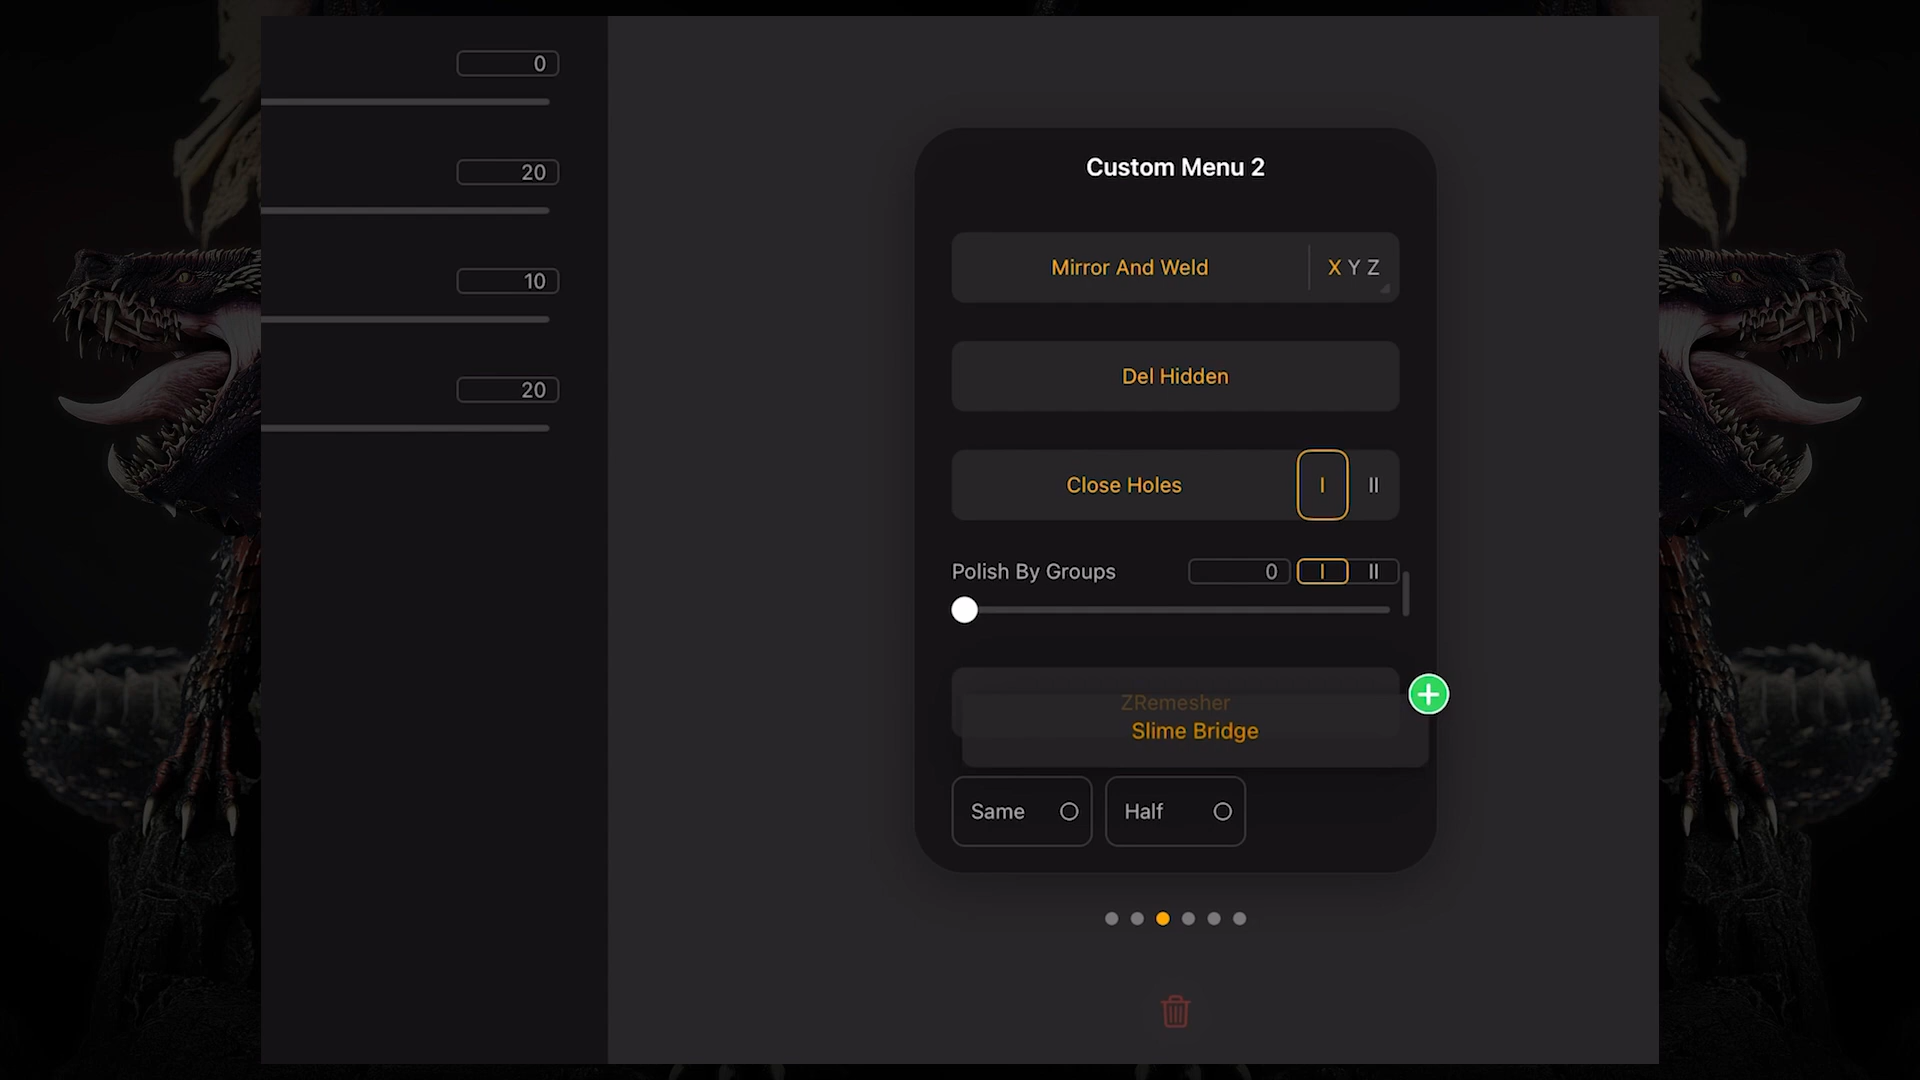 0
20
10
20
Custom Menu 2
Mirror And Weld X Y Z
Del Hidden
Close Holes I II
Polish By Groups 0 I II
ZRemesher
Slime Bridge
Same Half